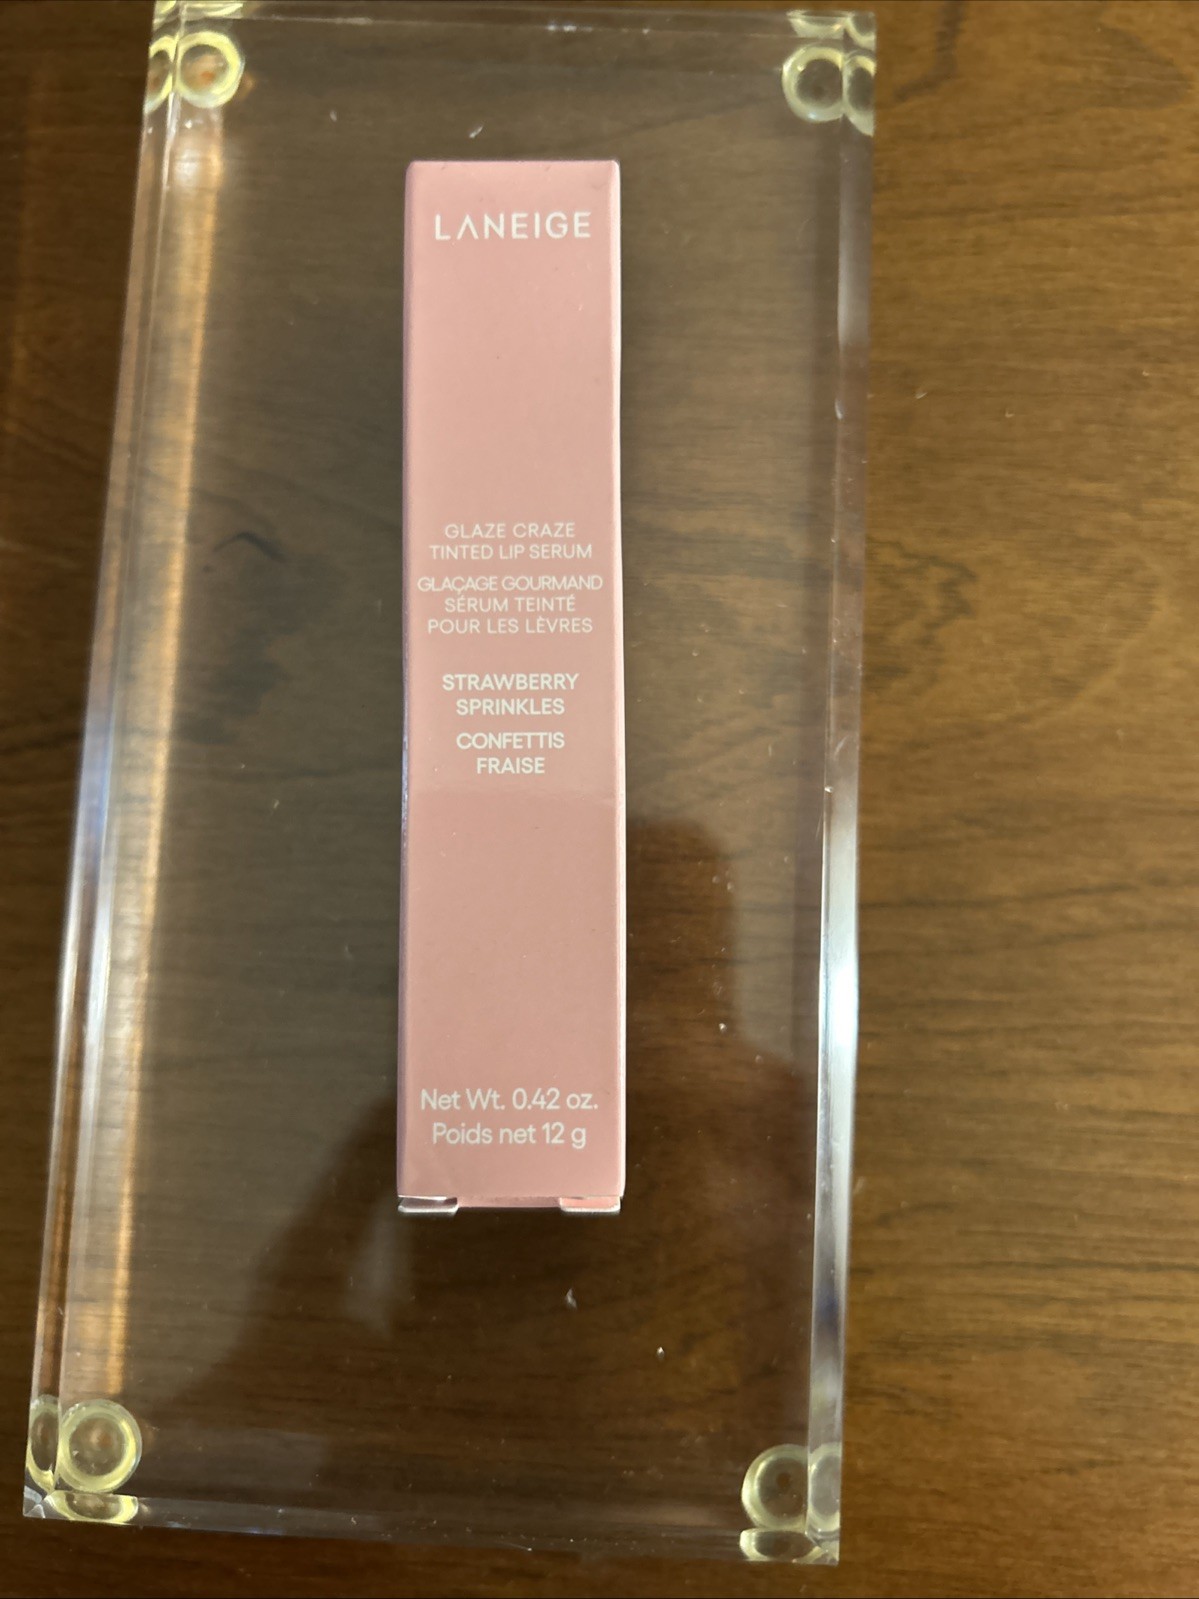 LANEIGE
GLAZE CRAZE
TINTED LIP SERUM
GLAÇAGE GOURMAND
SÉRUM TEINTÉ
POUR LES LÈVRES
STRAWBERRY
SPRINKLES
CONFETTIS
FRAISE
Net Wt. 0.42 oz.
Poids net 12 g